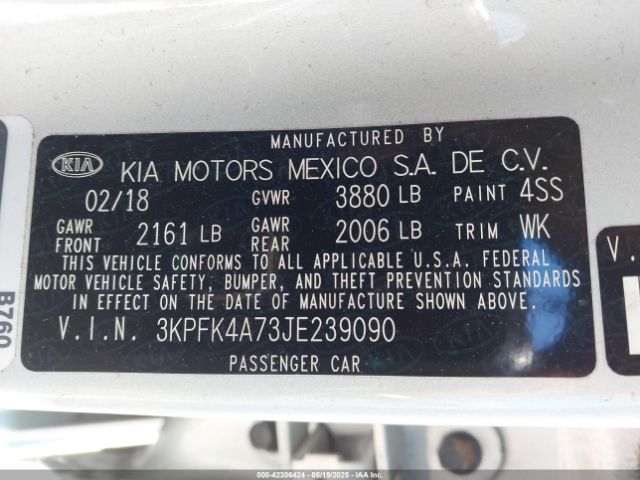 MANUFACTURED BY
KIA KIA MOTORS MEXICO S.A. DE C.V.
02/18 GVWR 3880 LB PAINT 4SS
GAWR FRONT 2161 LB GAWR REAR 2006 LB TRIM WK
THIS VEHICLE CONFORMS TO ALL APPLICABLE U.S.A. FEDERAL
MOTOR VEHICLE SAFETY, BUMPER, AND THEFT PREVENTION STANDARDS
IN EFFECT ON THE DATE OF MANUFACTURE SHOWN ABOVE.
V.I.N. 3KPFK4A73JE239090
PASSENGER CAR
B760
V.
000-42306424 - 05/19/2025 - IAAI.COM